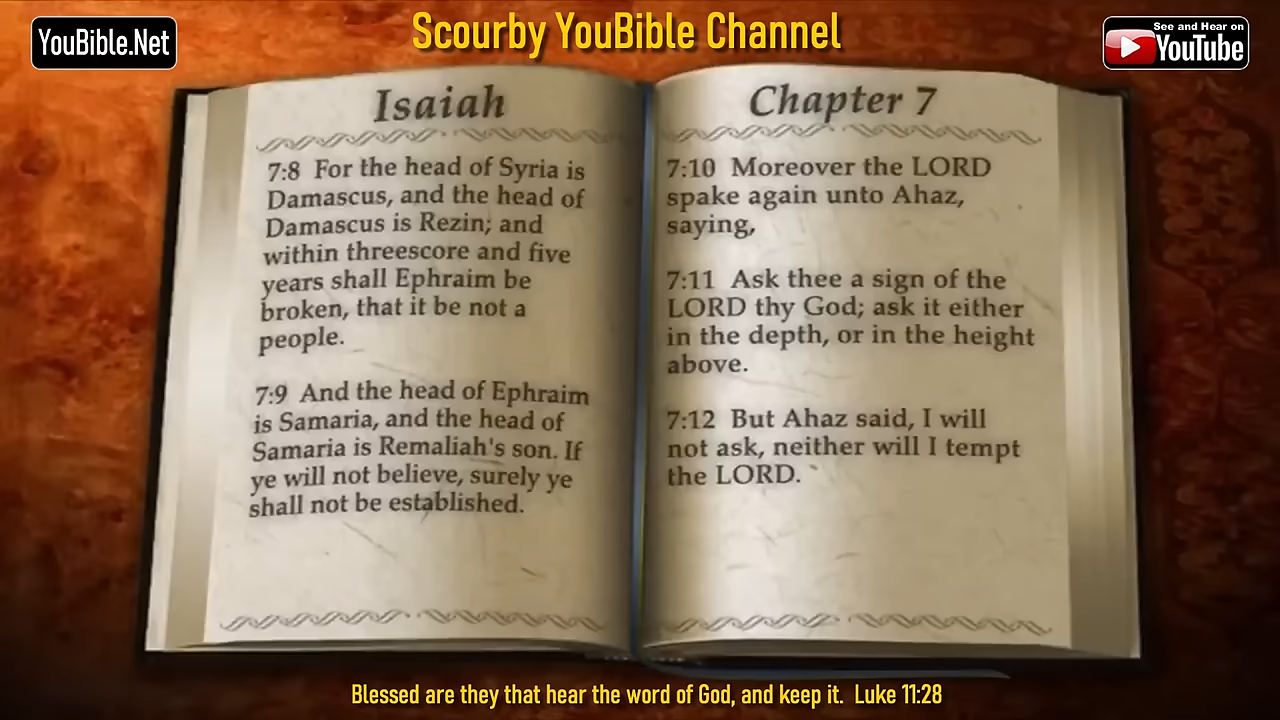 YouBible.Net
Scourby YouBible Channel
See and Hear on
YouTube
Isaiah
7:8 For the head of Syria is
Damascus, and the head of
Damascus is Rezin; and
within threescore and five
years shall Ephraim be
broken, that it be not a
people.
7:9 And the head of Ephraim
is Samaria, and the head of
Samaria is Remaliah's son. If
ye will not believe, surely ye
shall not be established.
Chapter 7
7:10 Moreover the LORD
spake again unto Ahaz,
saying,
7:11 Ask thee a sign of the
LORD thy God; ask it either
in the depth, or in the height
above.
7:12 But Ahaz said, I will
not ask, neither will I tempt
the LORD.
Blessed are they that hear the word of God, and keep it. Luke 11:28